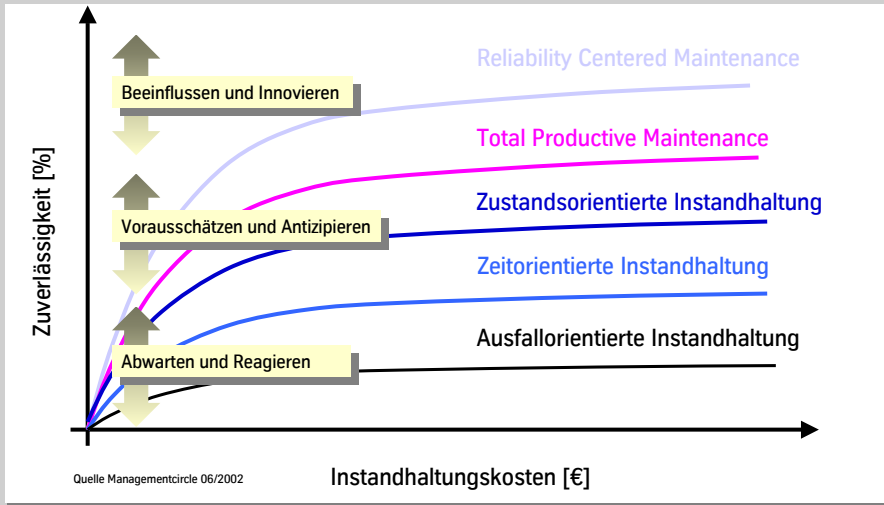 Reliability Centered Maintenance
Beeinflussen und Innovieren
Total Productive Maintenance
Zustandsorientierte Instandhaltung
Vorausschätzen und Antizipieren
Zeitorientierte Instandhaltung
Ausfallorientierte Instandhaltung
Abwarten und Reagieren
Zuverlässigkeit [%]
Quelle Managementcircle 06/2002
Instandhaltungskosten [€]